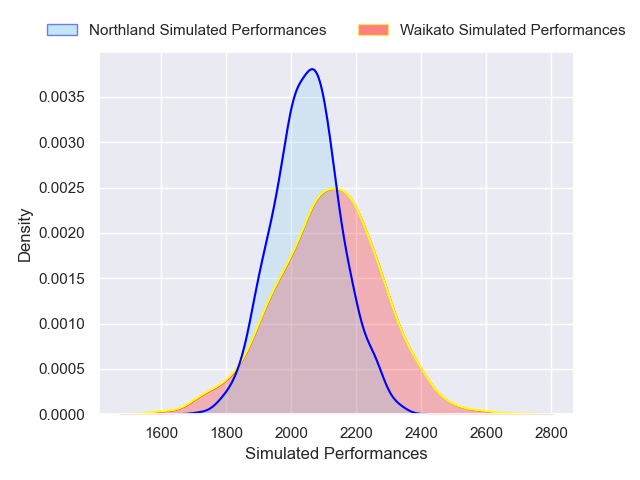 Northland Simulated Performances
Waikato Simulated Performances
0.0035
0.0030
0.0025
0.0020
0.0015
0.0010
0.0005
0.0000
Density
1600 1800 2000 2200 2400 2600 2800
Simulated Performances